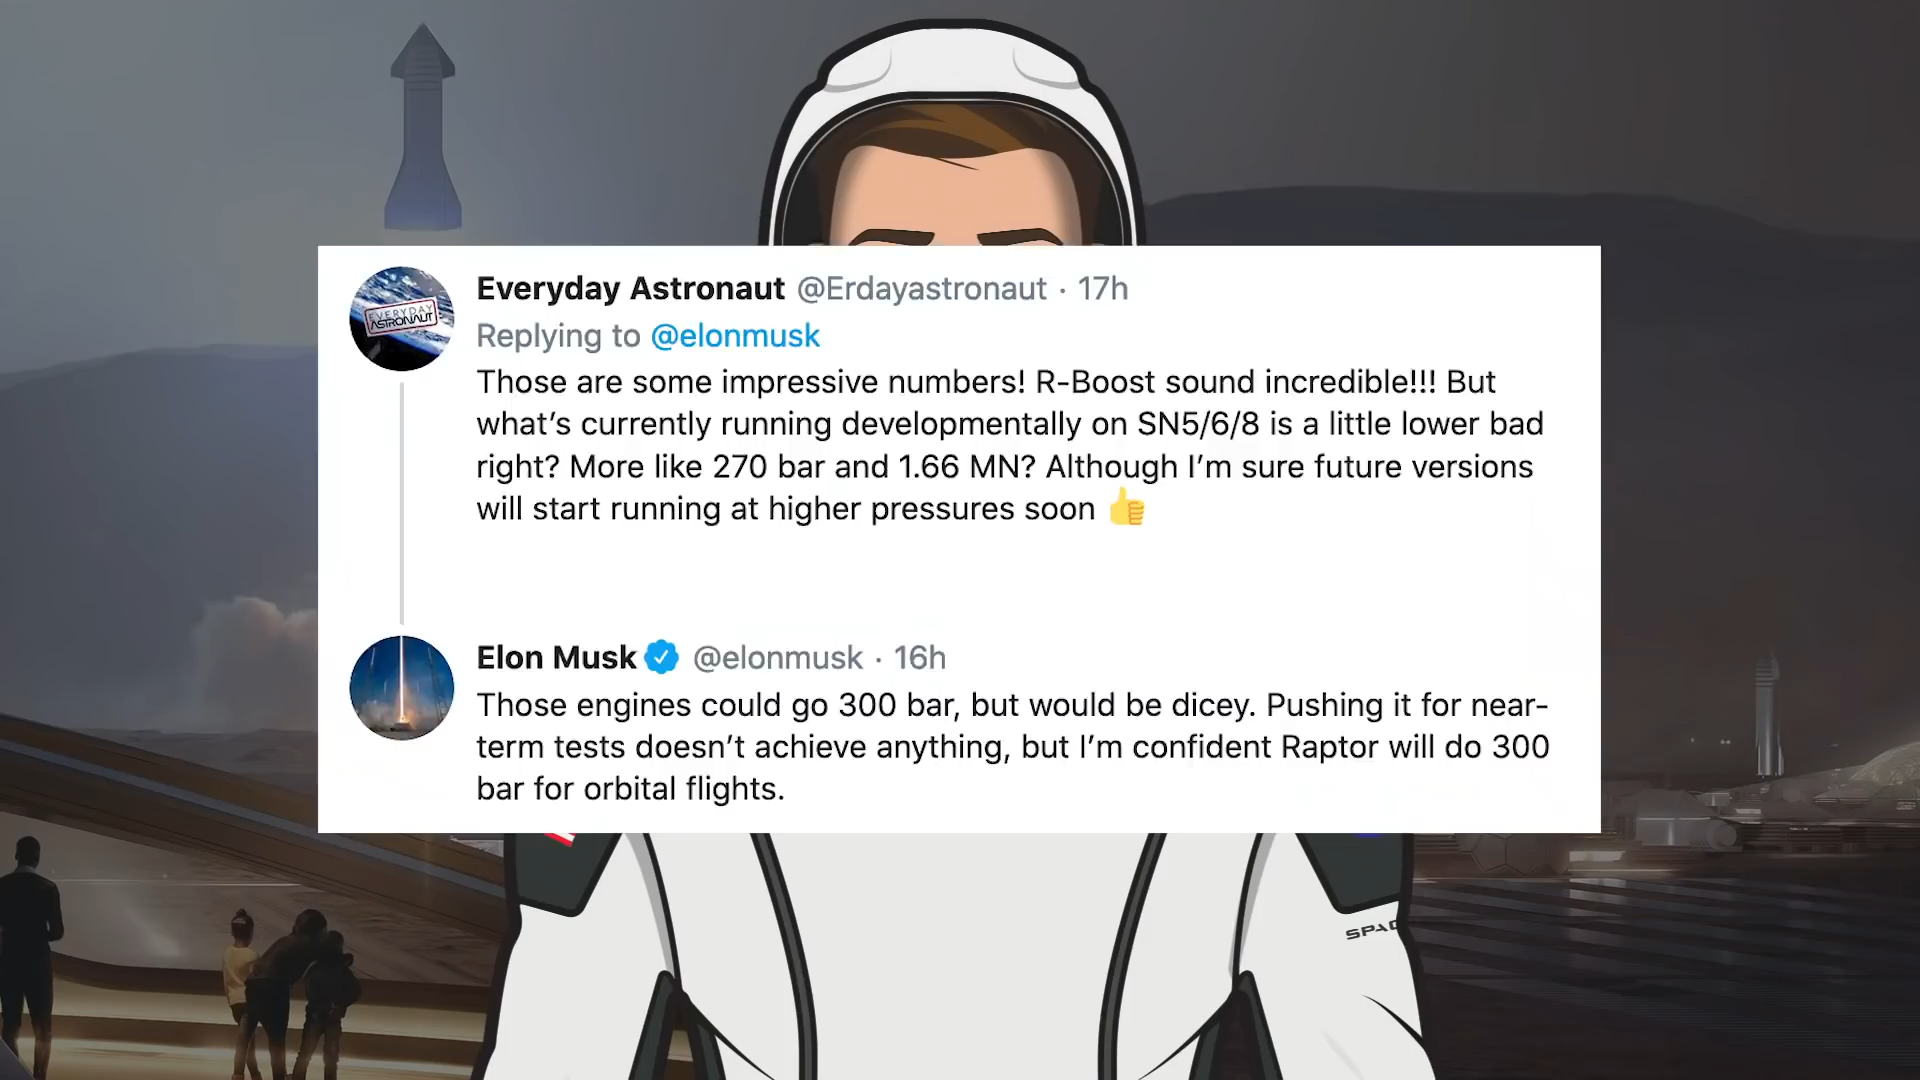 Everyday Astronaut @Erdayastronaut · 17h
Replying to @elonmusk
Those are some impressive numbers! R-Boost sound incredible!!! But
what's currently running developmentally on SN5/6/8 is a little lower bad
right? More like 270 bar and 1.66 MN? Although I'm sure future versions
will start running at higher pressures soon 👍
EVERYDAY
ASTRONAUT
Elon Musk @elonmusk · 16h
Those engines could go 300 bar, but would be dicey. Pushing it for near-
term tests doesn't achieve anything, but I'm confident Raptor will do 300
bar for orbital flights.
SPAC